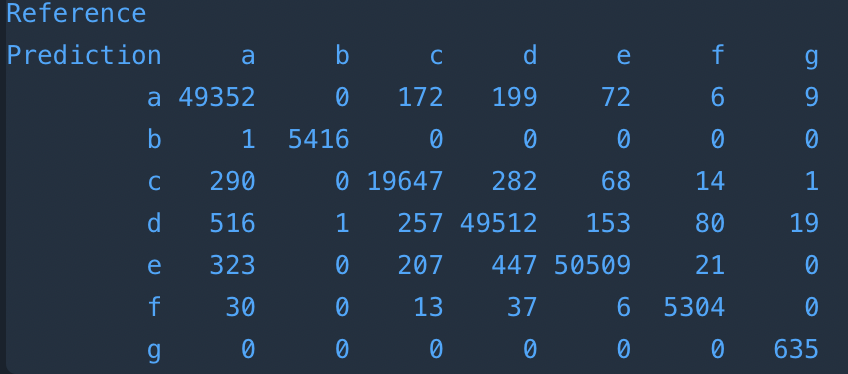 Reference
Prediction a b c d e f g
a 49352 0 172 199 72 6 9
b 1 5416 0 0 0 0 0
c 290 0 19647 282 68 14 1
d 516 1 257 49512 153 80 19
e 323 0 207 447 50509 21 0
f 30 0 13 37 6 5304 0
g 0 0 0 0 0 0 635